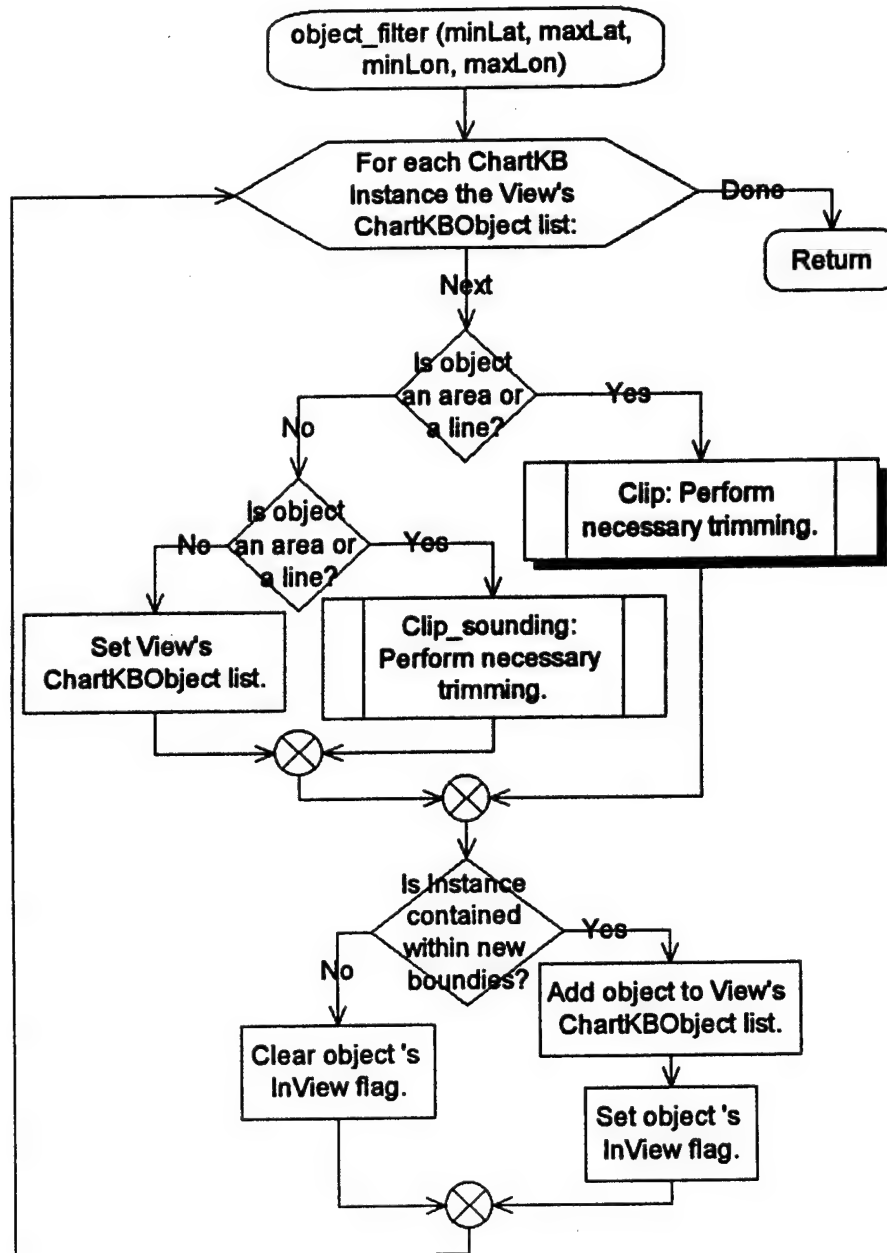 object_filter (minLat, maxLat,
minLon, maxLon)
For each ChartKB
Instance the View's
ChartKBObject list:
Done
Return
Next
Is object
an area or
a line?
Yes
No
Clip: Perform
necessary trimming.
Is object
an area or
a line?
No
Yes
Set View's
ChartKBObject list.
Clip_sounding:
Perform necessary
trimming.
Is Instance
contained
within new
boundies?
Yes
No
Add object to View's
ChartKBObject list.
Clear object 's
InView flag.
Set object 's
InView flag.